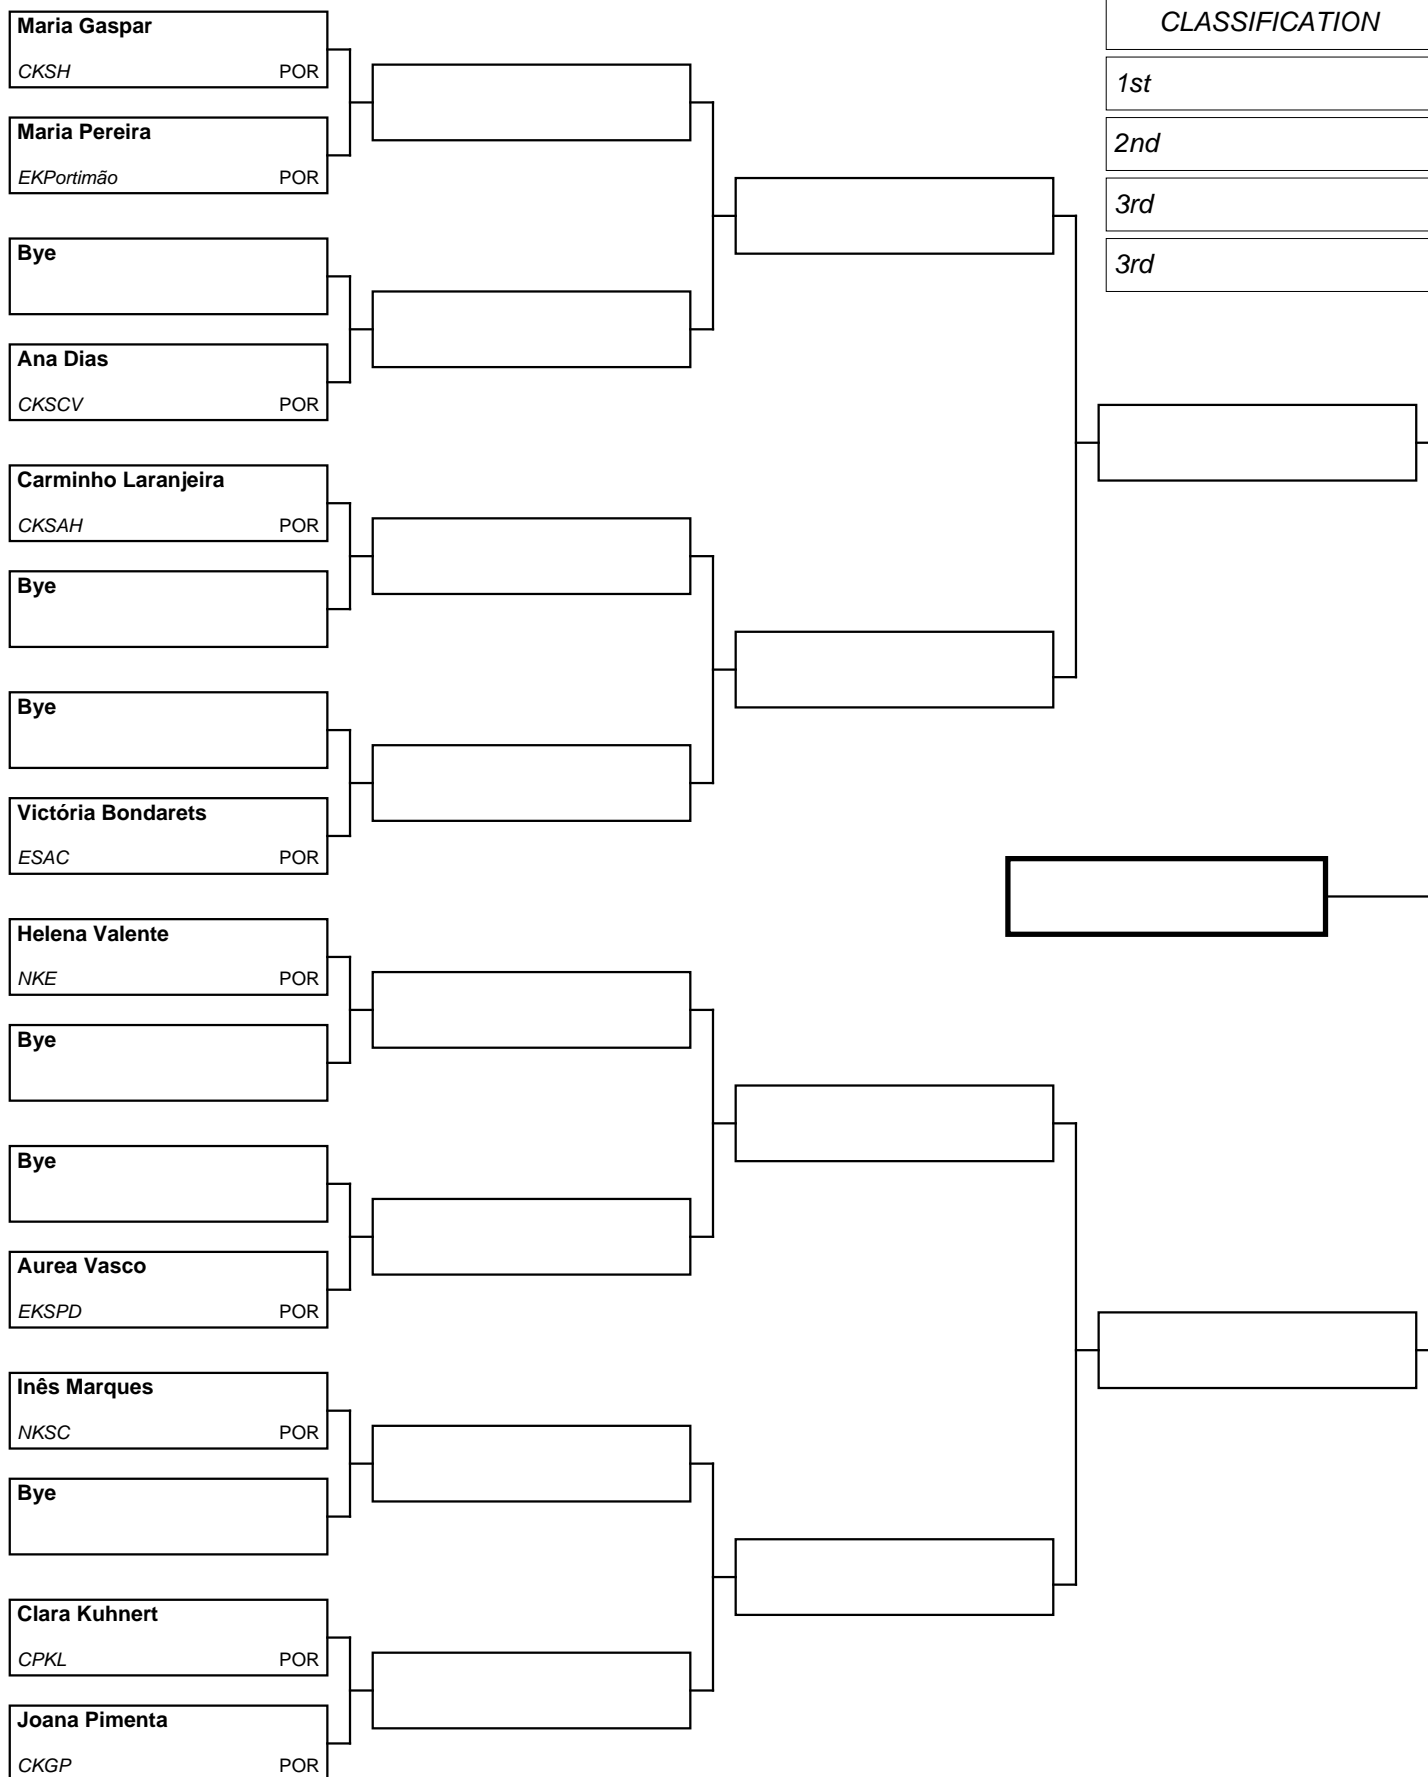 CLASSIFICATION
1st
2nd
3rd
3rd
Maria Gaspar
CKSH POR
Maria Pereira
EKPortimão POR
Bye
Ana Dias
CKSCV POR
Carminho Laranjeira
CKSAH POR
Bye
Bye
Victória Bondarets
ESAC POR
Helena Valente
NKE POR
Bye
Bye
Aurea Vasco
EKSPD POR
Inês Marques
NKSC POR
Bye
Clara Kuhnert
CPKL POR
Joana Pimenta
CKGP POR